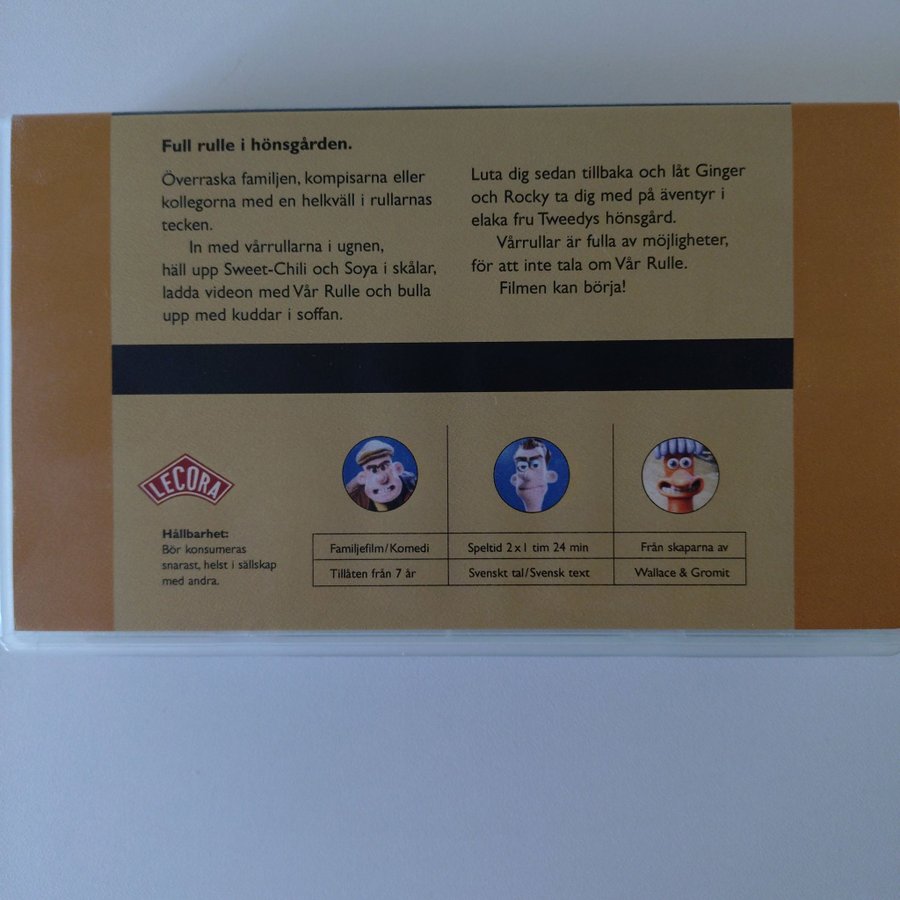 Full rulle i hönsgården.
Överraska familjen, kompisarna eller
kollegorna med en helkväll i rullarnas
tecken.
In med vårrullarna i ugnen,
häll upp Sweet-Chili och Soya i skålar,
ladda videon med Vår Rulle och bulla
upp med kuddar i soffan.
Luta dig sedan tillbaka och låt Ginger
och Rocky ta dig med på äventyr i
elaka fru Tweedys hönsgård.
Vårrullar är fulla av möjligheter,
för att inte tala om Vår Rulle.
Filmen kan börja!
LECORA
Hållbarhet:
Bör konsumeras
snarast, helst i sällskap
med andra.
Familjefilm/Komedi
Tillåten från 7 år
Speltid 2x1 tim 24 min
Svenskt tal/Svensk text
Från skaparna av
Wallace & Gromit